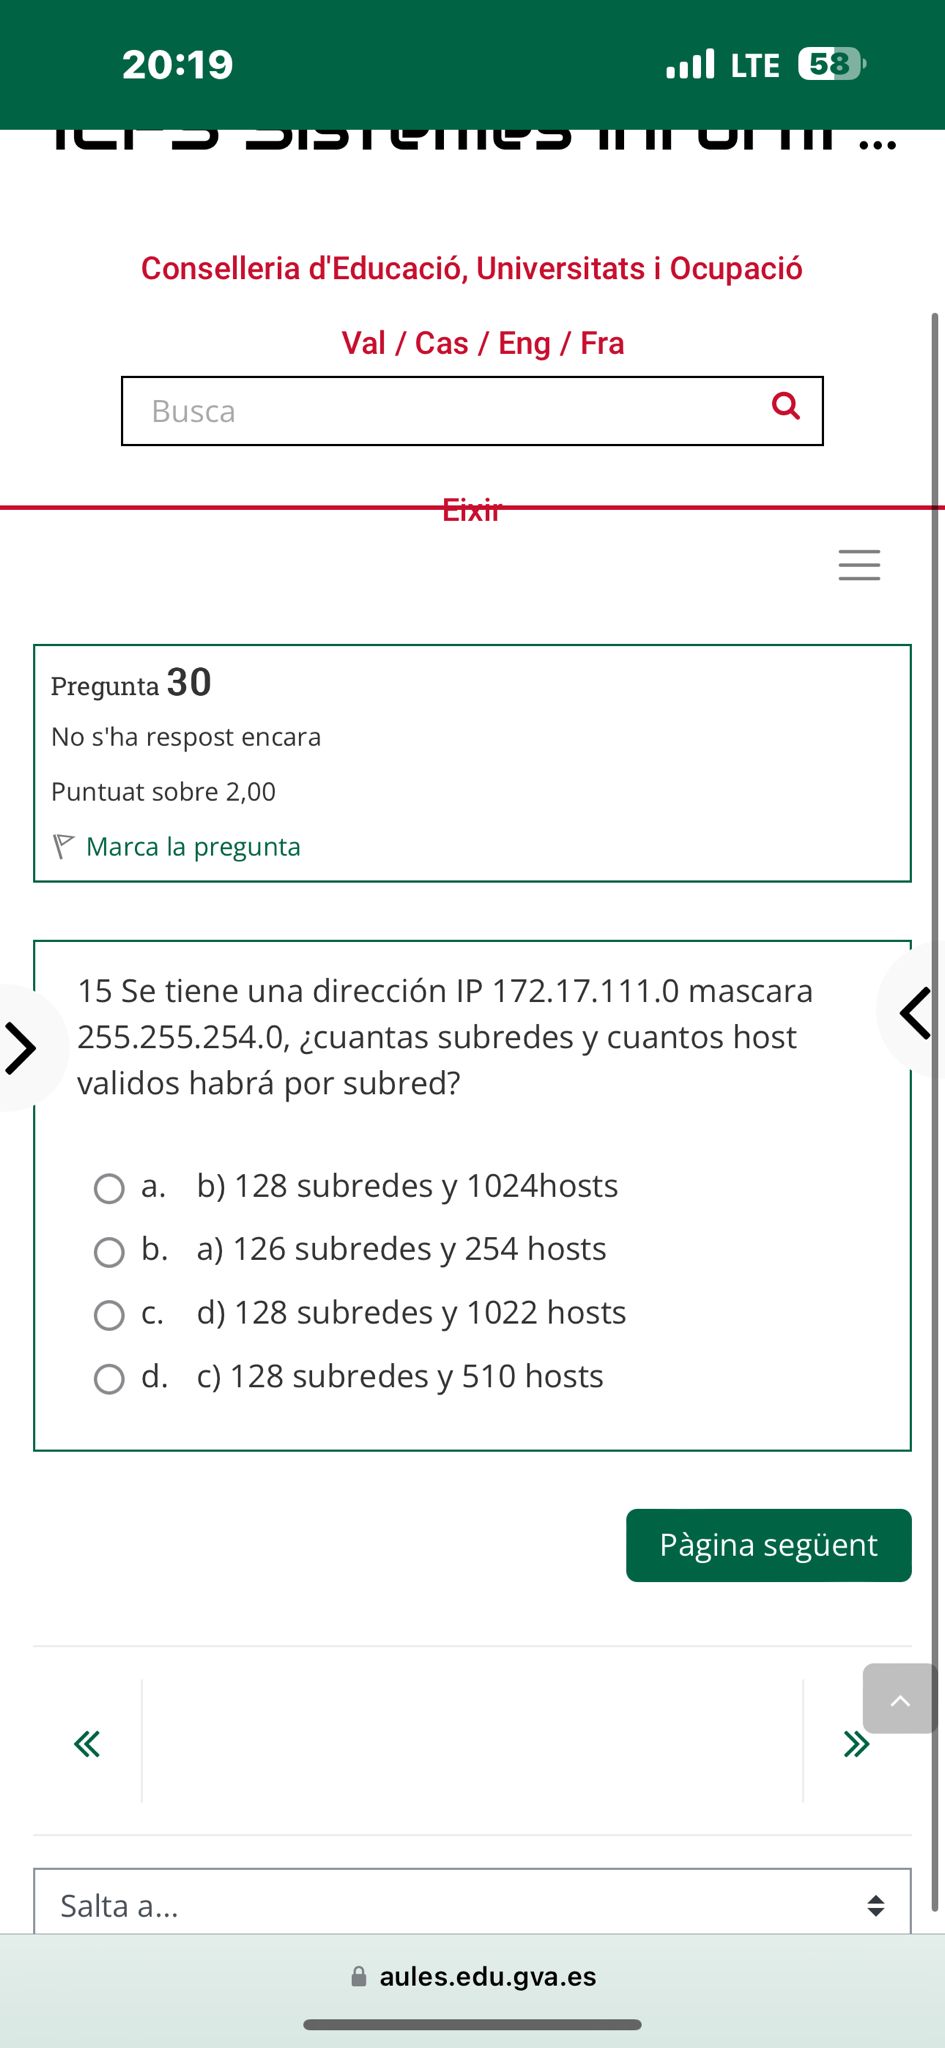 20:19
LTE 58
Conselleria d'Educació, Universitats i Ocupació
Val / Cas / Eng / Fra
Busca
Eixir
Pregunta 30
No s'ha respost encara
Puntuat sobre 2,00
Marca la pregunta
15 Se tiene una dirección IP 172.17.111.0 mascara
255.255.254.0, ¿cuantas subredes y cuantos host
validos habrá por subred?
a. b) 128 subredes y 1024hosts
b. a) 126 subredes y 254 hosts
c. d) 128 subredes y 1022 hosts
d. c) 128 subredes y 510 hosts
Pàgina següent
Salta a...
aules.edu.gva.es